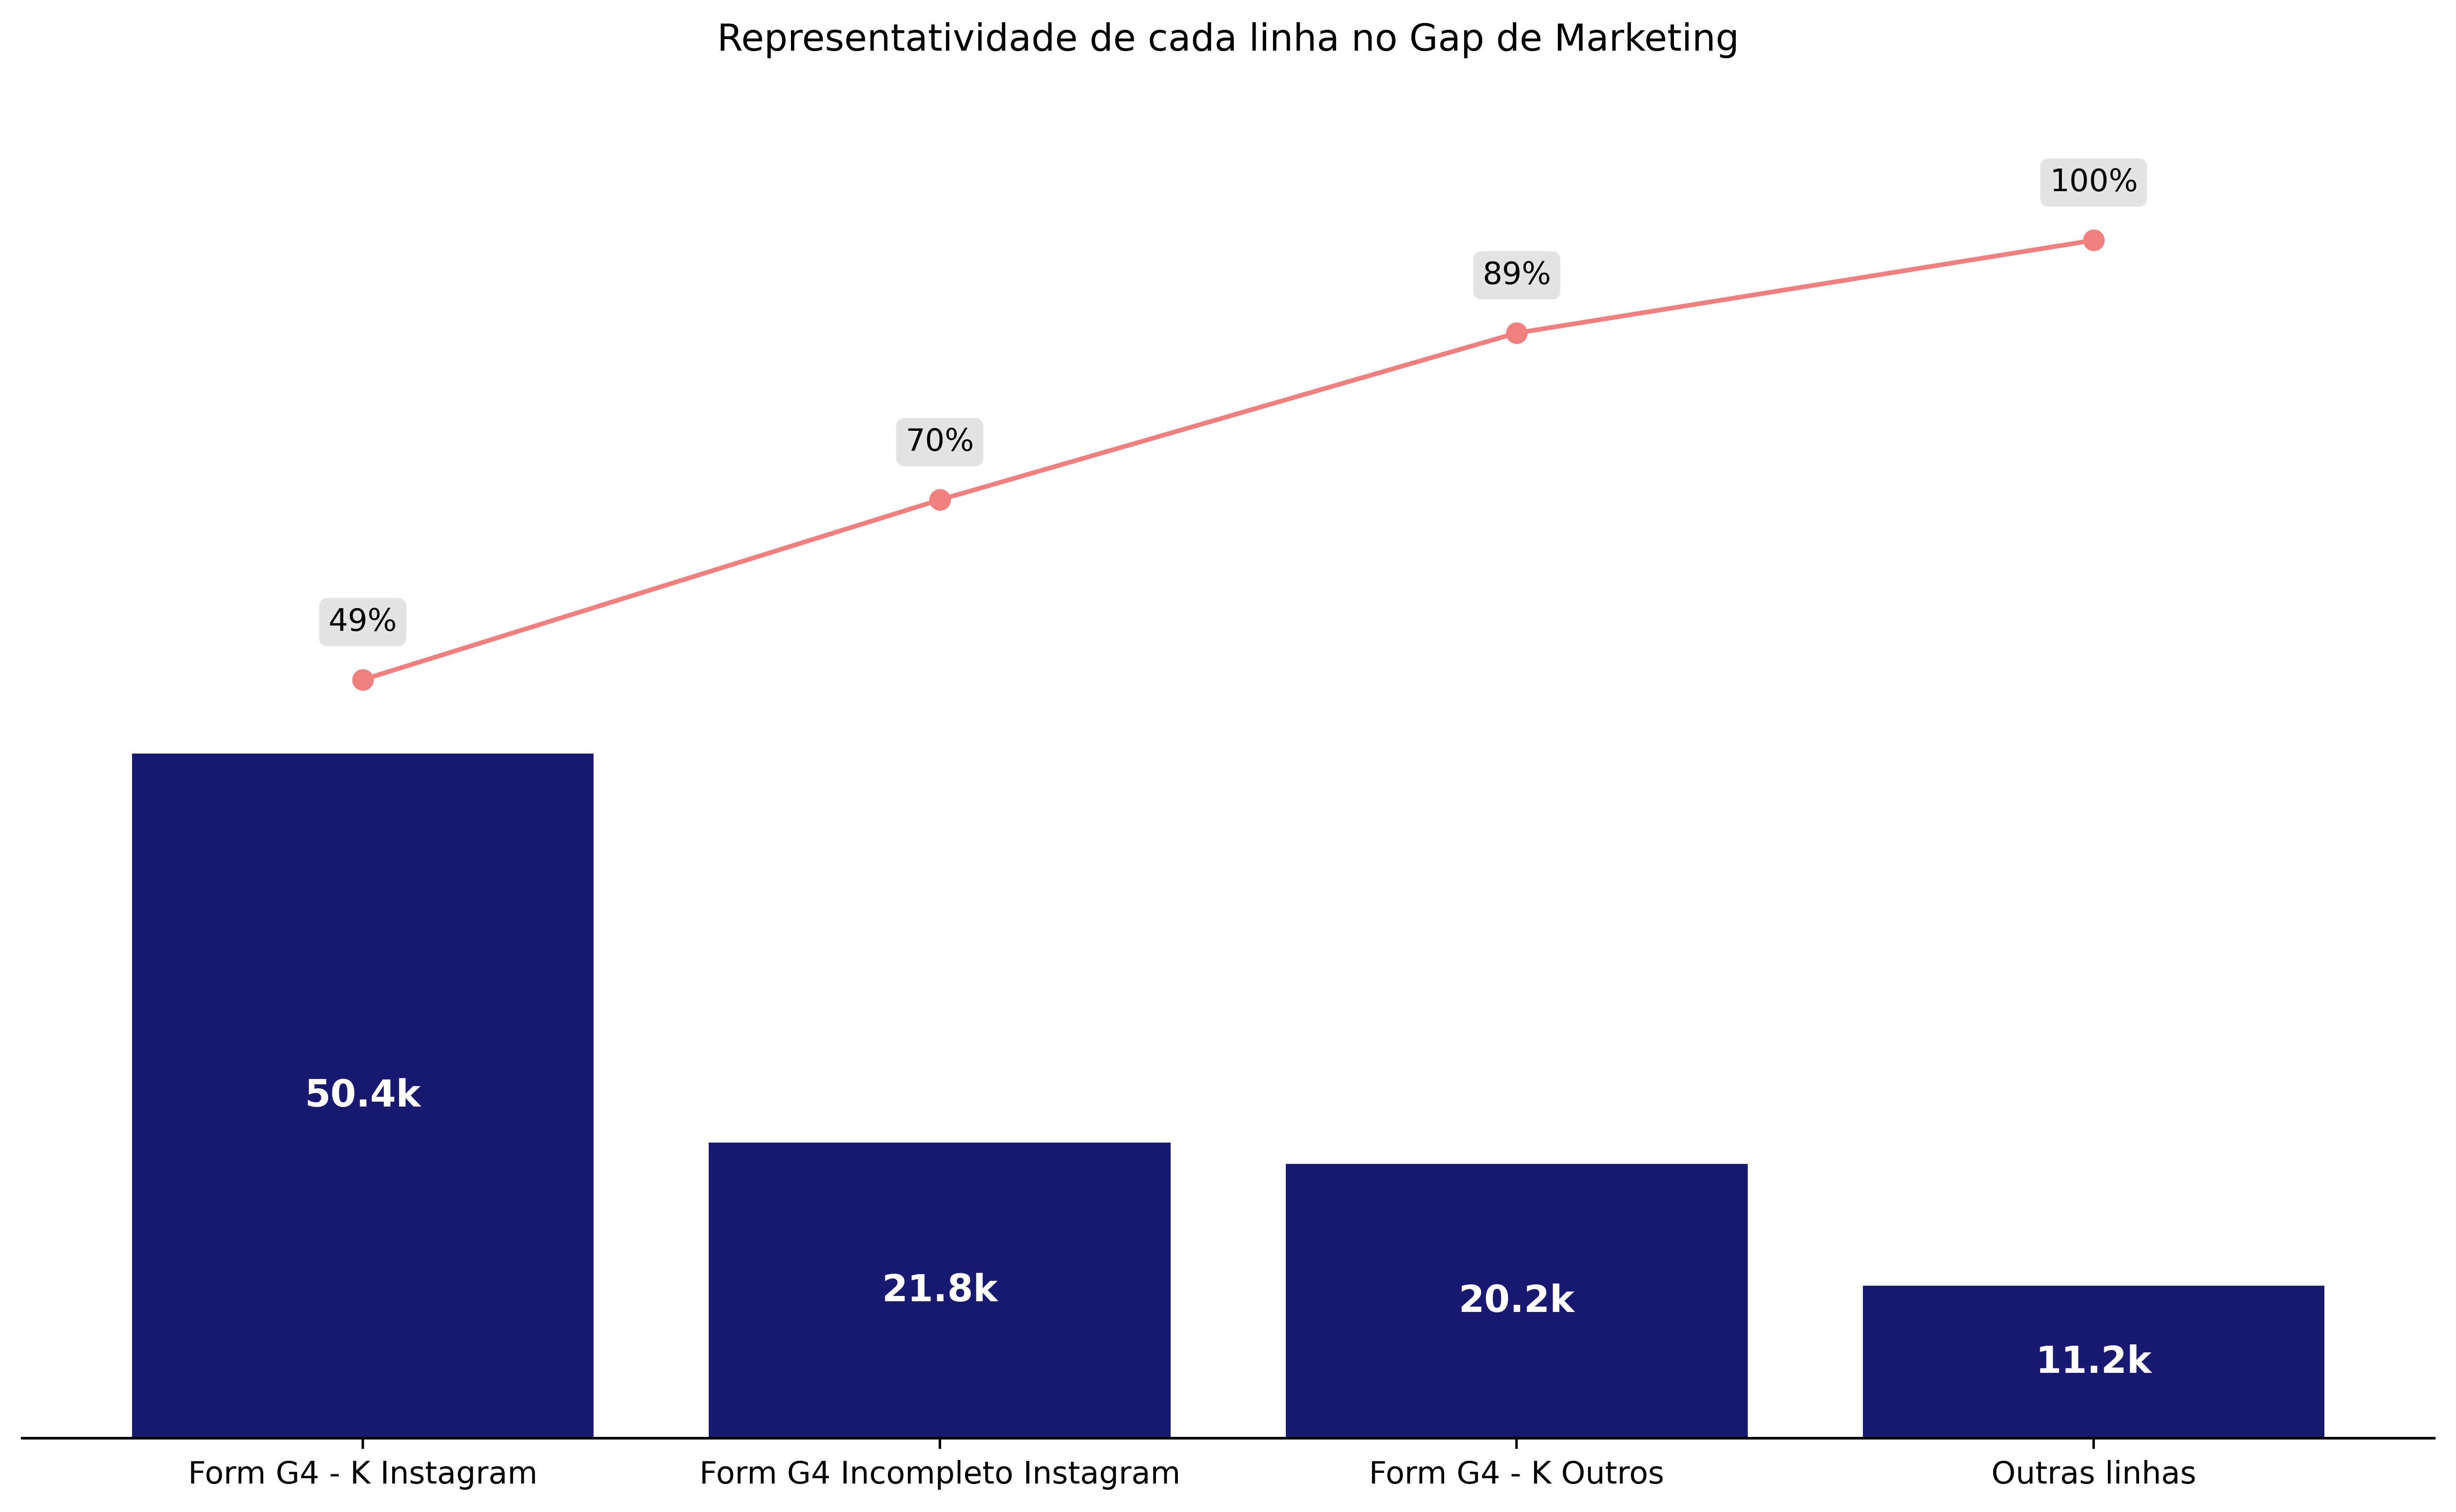 Representatividade de cada linha no Gap de Marketing
100%
89%
70%
49%
50.4k
21.8k
20.2k
11.2k
Form G4 - K Instagram
Form G4 Incompleto Instagram
Form G4 - K Outros
Outras linhas